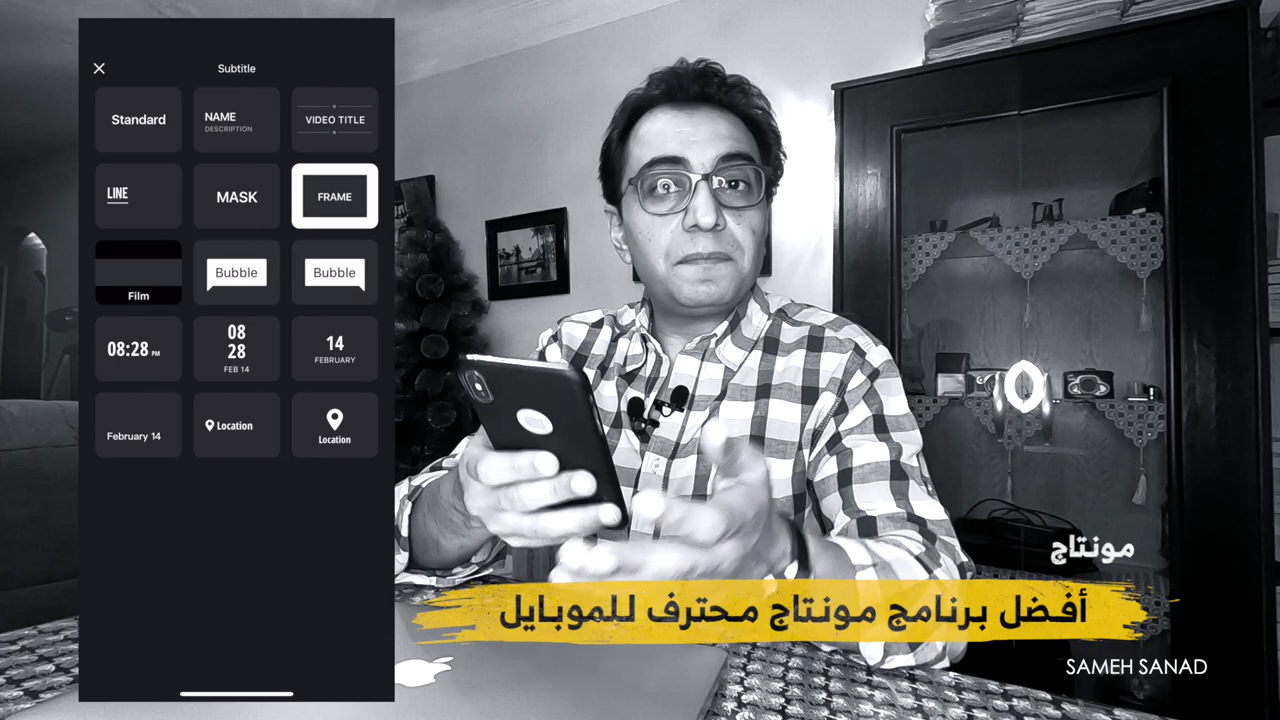 Subtitle
Standard
NAME
DESCRIPTION
VIDEO TITLE
LINE
MASK
FRAME
Film
Bubble
Bubble
08:28 PM
08
28
FEB 14
14
FEBRUARY
February 14
Location
Location
مونتاج
أفضل برنامج مونتاج محترف للموبايل
SAMEH SANAD